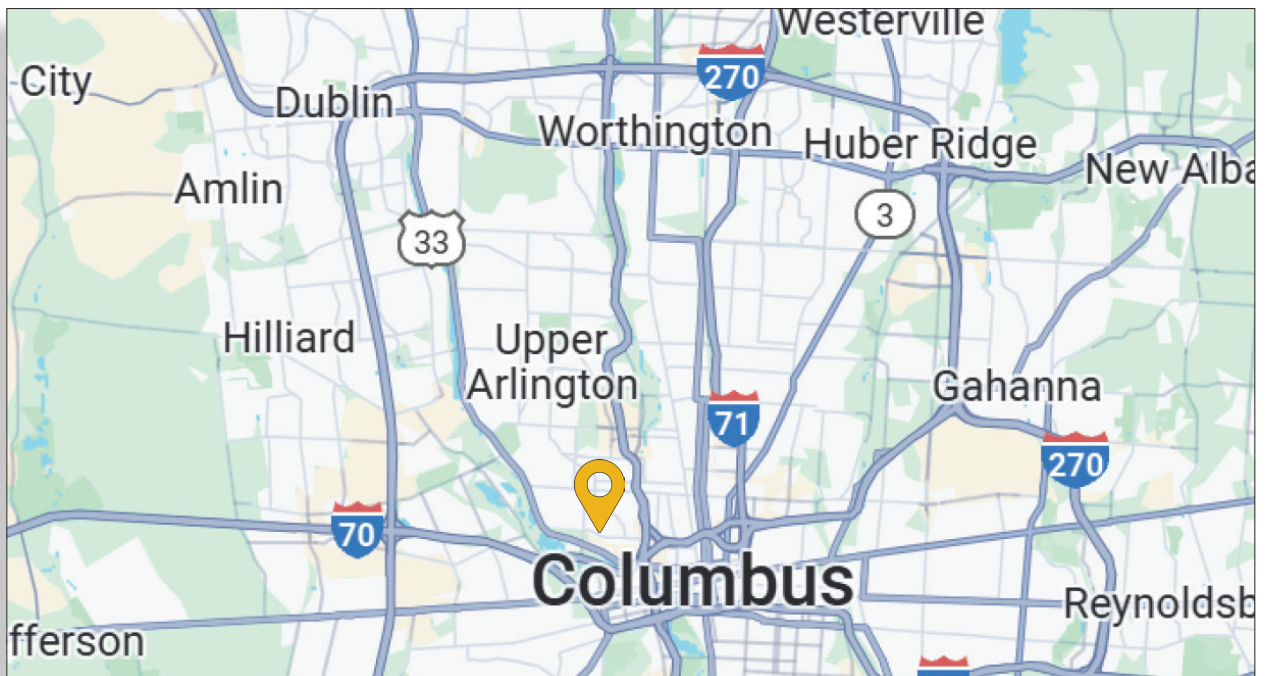 Westerville
270
City
Dublin
Worthington
Huber Ridge
New Alba
Amlin
3
33
Hilliard
Upper
Arlington
Gahanna
71
270
70
Columbus
Reynoldsb
fferson